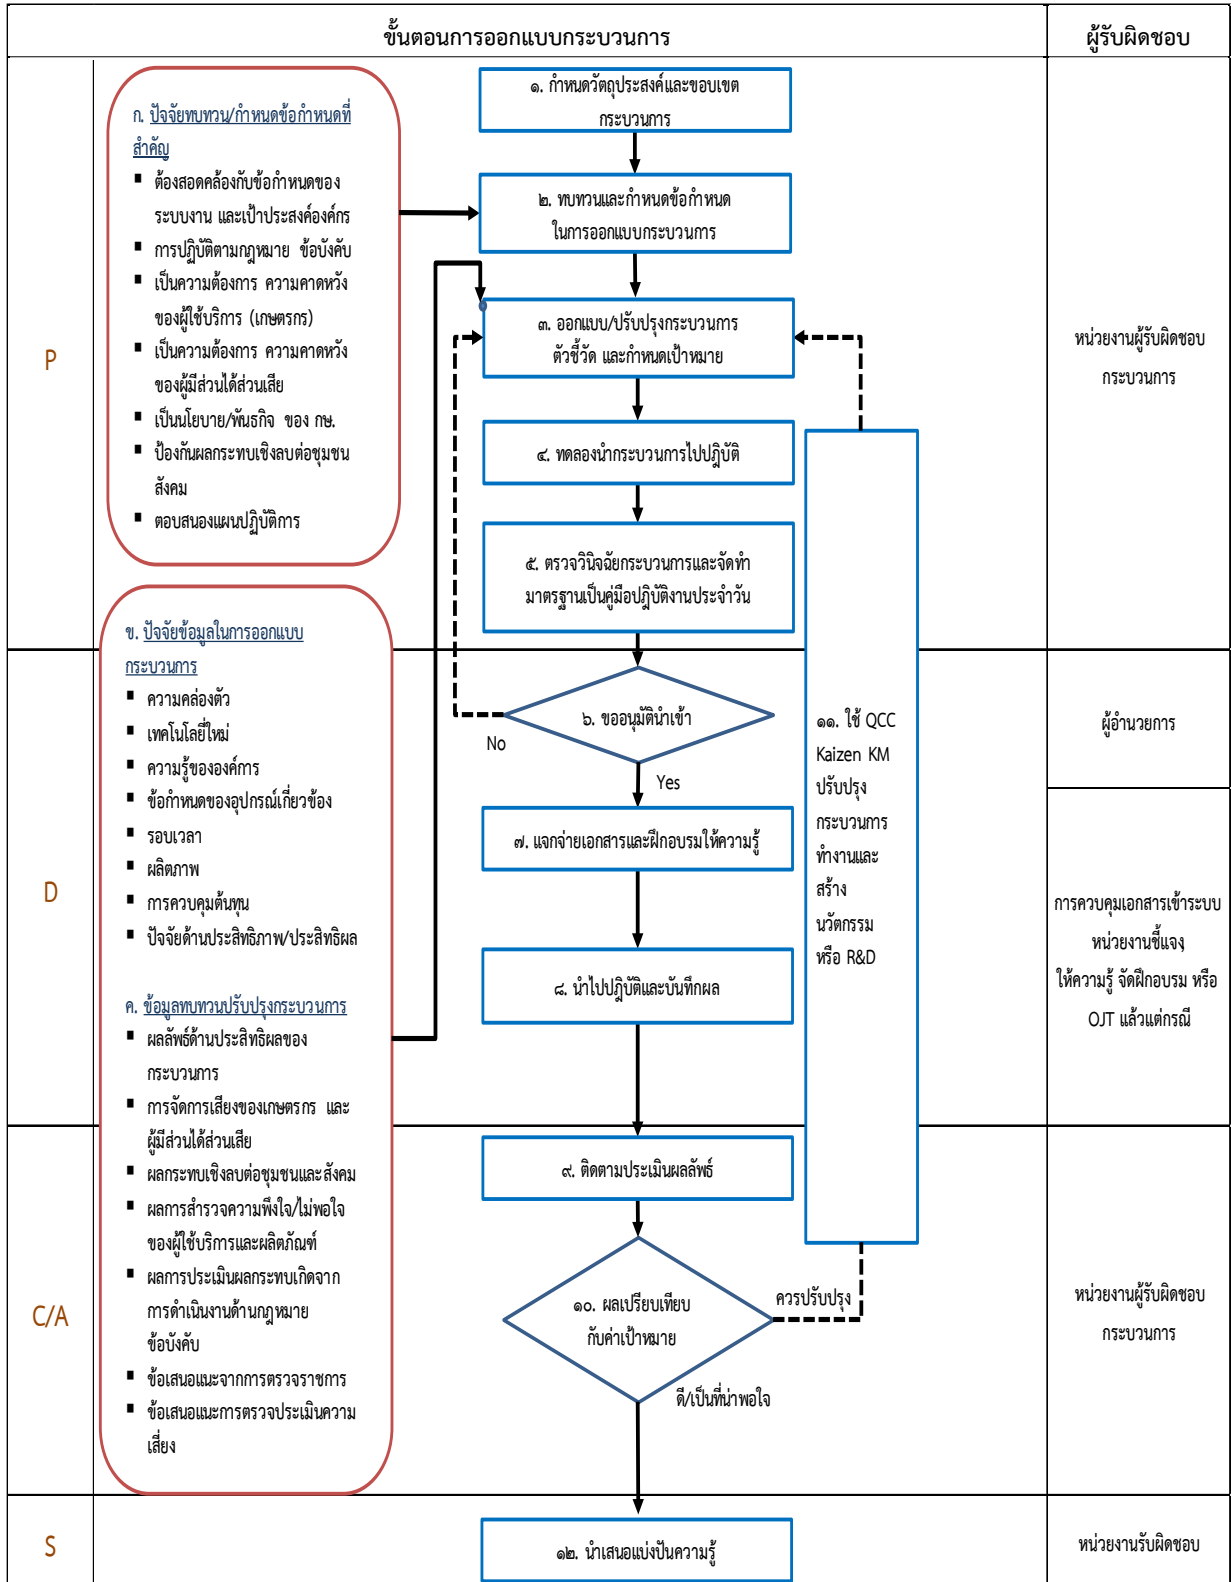 ขั้นตอนการออกแบบกระบวนการ
ผู้รับผิดชอบ
P
ก. ปัจจัยทบทวน/กำหนดข้อกำหนดที่
สำคัญ
▪ ต้องสอดคล้องกับข้อกำหนดของ
ระบบงาน และเป้าประสงค์องค์กร
▪ การปฏิบัติตามกฎหมาย ข้อบังคับ
▪ เป็นความต้องการ ความคาดหวัง
ของผู้ใช้บริการ (เกษตรกร)
▪ เป็นความต้องการ ความคาดหวัง
ของผู้มีส่วนได้ส่วนเสีย
▪ เป็นนโยบาย/พันธกิจ ของ กษ.
▪ ป้องกันผลกระทบเชิงลบต่อชุมชน
สังคม
▪ ตอบสนองแผนปฏิบัติการ
๑. กำหนดวัตถุประสงค์และขอบเขต
กระบวนการ
๒. ทบทวนและกำหนดข้อกำหนด
ในการออกแบบกระบวนการ
๓. ออกแบบ/ปรับปรุงกระบวนการ
ตัวชี้วัด และกำหนดเป้าหมาย
๔. ทดลองนำกระบวนการไปปฏิบัติ
๕. ตรวจวินิจฉัยกระบวนการและจัดทำ
มาตรฐานเป็นคู่มือปฏิบัติงานประจำวัน
หน่วยงานผู้รับผิดชอบ
กระบวนการ
D
ข. ปัจจัยข้อมูลในการออกแบบ
กระบวนการ
▪ ความคล่องตัว
▪ เทคโนโลยี่ใหม่
▪ ความรู้ขององค์การ
▪ ข้อกำหนดของอุปกรณ์เกี่ยวข้อง
▪ รอบเวลา
▪ ผลิตภาพ
▪ การควบคุมต้นทุน
▪ ปัจจัยด้านประสิทธิภาพ/ประสิทธิผล
ค. ข้อมูลทบทวนปรับปรุงกระบวนการ
▪ ผลลัพธ์ด้านประสิทธิผลของ
กระบวนการ
▪ การจัดการเสียงของเกษตรกร และ
ผู้มีส่วนได้ส่วนเสีย
▪ ผลกระทบเชิงลบต่อชุมชนและสังคม
▪ ผลการสำรวจความพึงใจ/ไม่พอใจ
ของผู้ใช้บริการและผลิตภัณฑ์
▪ ผลการประเมินผลกระทบเกิดจาก
การดำเนินงานด้านกฎหมาย
ข้อบังคับ
▪ ข้อเสนอแนะจากการตรวจราชการ
▪ ข้อเสนอแนะการตรวจประเมินความ
เสี่ยง
๖. ขออนุมัตินำเข้า
No
Yes
๗. แจกจ่ายเอกสารและฝึกอบรมให้ความรู้
๘. นำไปปฏิบัติและบันทึกผล
๑๑. ใช้ QCC
Kaizen KM
ปรับปรุง
กระบวนการ
ทำงานและ
สร้าง
นวัตกรรม
หรือ R&D
ผู้อำนวยการ
การควบคุมเอกสารเข้าระบบ
หน่วยงานชี้แจง
ให้ความรู้ จัดฝึกอบรม หรือ
OJT แล้วแต่กรณี
C/A
๙. ติดตามประเมินผลลัพธ์
๑๐. ผลเปรียบเทียบ
กับค่าเป้าหมาย
ควรปรับปรุง
ดี/เป็นที่น่าพอใจ
หน่วยงานผู้รับผิดชอบ
กระบวนการ
S
๑๒. นำเสนอแบ่งปันความรู้
หน่วยงานรับผิดชอบ